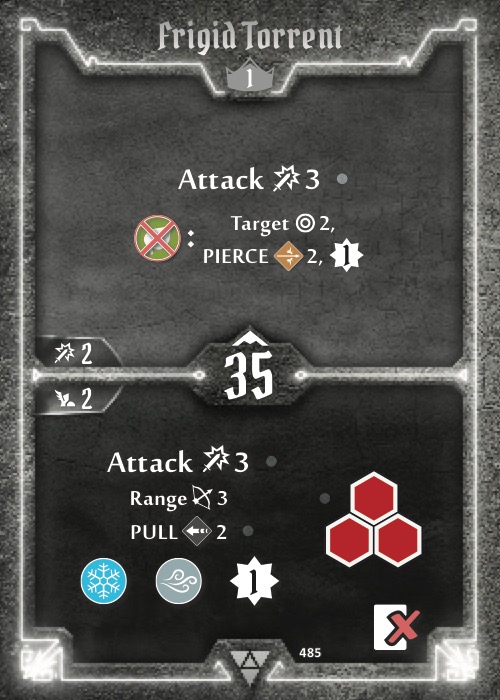 Frigid Torrent
1
Attack 3
: Target 2,
PIERCE 2, 1
2
35
2
Attack 3
Range 3
PULL 2
1
485